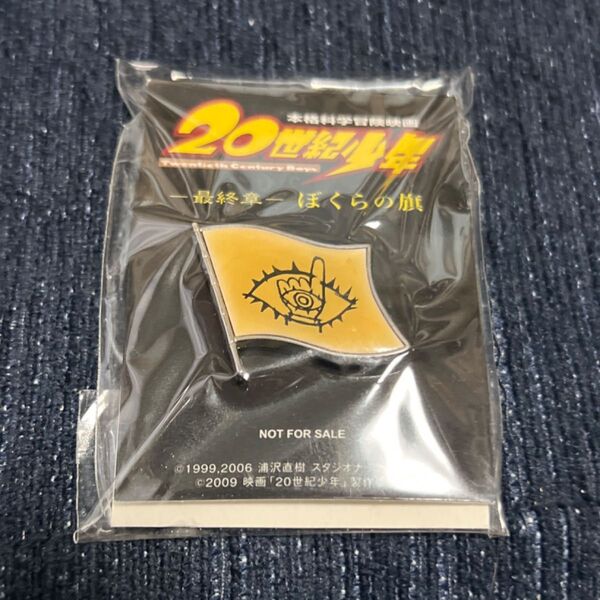 本格科学冒険映画
20世紀少年
Twentieth Century Boys
―最終章― ぼくらの旗
NOT FOR SALE
©1999,2006 浦沢直樹 スタジオナ
©2009 映画「20世紀少年」製作